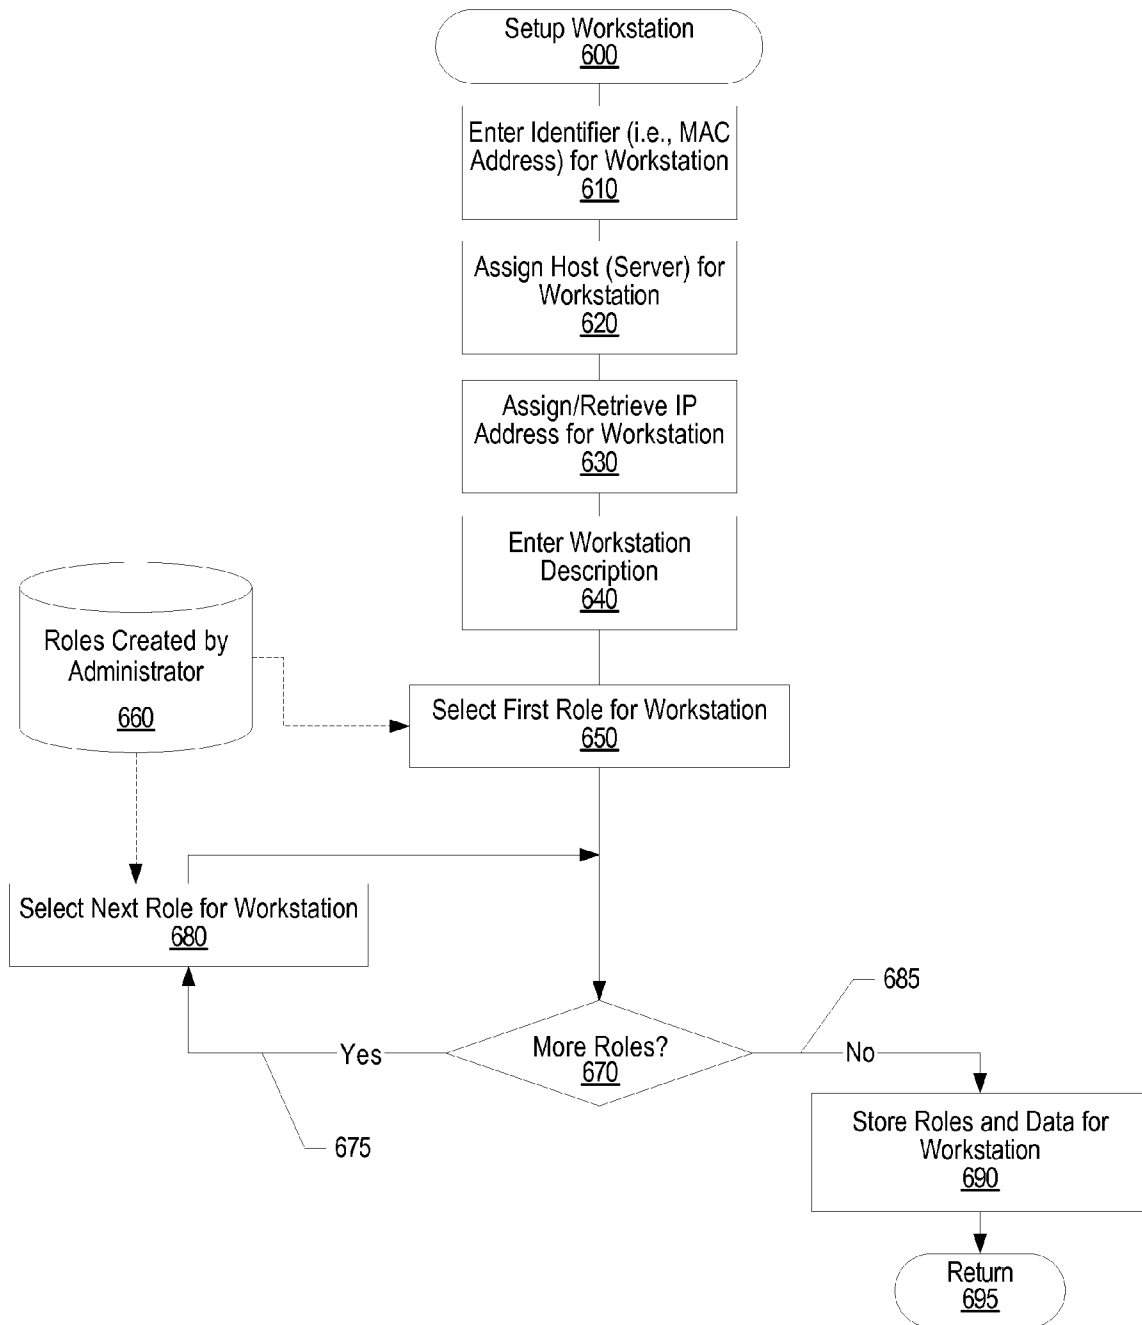 Setup Workstation
600
Enter Identifier (i.e., MAC
Address) for Workstation
610
Assign Host (Server) for
Workstation
620
Assign/Retrieve IP
Address for Workstation
630
Enter Workstation
Description
640
Roles Created by
Administrator
660
Select First Role for Workstation
650
Select Next Role for Workstation
680
685
Yes
More Roles?
670
No
675
Store Roles and Data for
Workstation
690
Return
695